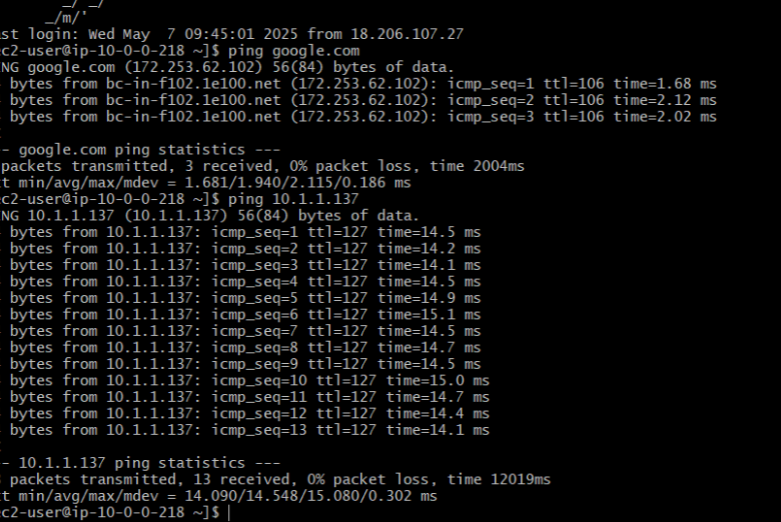 _/ _/
_/m/'
ast login: Wed May  7 09:45:01 2025 from 18.206.107.27
ec2-user@ip-10-0-0-218 ~]$ ping google.com
NG google.com (172.253.62.102) 56(84) bytes of data.
bytes from bc-in-f102.1e100.net (172.253.62.102): icmp_seq=1 ttl=106 time=1.68 ms
bytes from bc-in-f102.1e100.net (172.253.62.102): icmp_seq=2 ttl=106 time=2.12 ms
bytes from bc-in-f102.1e100.net (172.253.62.102): icmp_seq=3 ttl=106 time=2.02 ms
-- google.com ping statistics ---
packets transmitted, 3 received, 0% packet loss, time 2004ms
t min/avg/max/mdev = 1.681/1.940/2.115/0.186 ms
ec2-user@ip-10-0-0-218 ~]$ ping 10.1.1.137
NG 10.1.1.137 (10.1.1.137) 56(84) bytes of data.
bytes from 10.1.1.137: icmp_seq=1 ttl=127 time=14.5 ms
bytes from 10.1.1.137: icmp_seq=2 ttl=127 time=14.2 ms
bytes from 10.1.1.137: icmp_seq=3 ttl=127 time=14.1 ms
bytes from 10.1.1.137: icmp_seq=4 ttl=127 time=14.5 ms
bytes from 10.1.1.137: icmp_seq=5 ttl=127 time=14.9 ms
bytes from 10.1.1.137: icmp_seq=6 ttl=127 time=15.1 ms
bytes from 10.1.1.137: icmp_seq=7 ttl=127 time=14.5 ms
bytes from 10.1.1.137: icmp_seq=8 ttl=127 time=14.7 ms
bytes from 10.1.1.137: icmp_seq=9 ttl=127 time=14.5 ms
bytes from 10.1.1.137: icmp_seq=10 ttl=127 time=15.0 ms
bytes from 10.1.1.137: icmp_seq=11 ttl=127 time=14.7 ms
bytes from 10.1.1.137: icmp_seq=12 ttl=127 time=14.4 ms
bytes from 10.1.1.137: icmp_seq=13 ttl=127 time=14.1 ms
-- 10.1.1.137 ping statistics ---
packets transmitted, 13 received, 0% packet loss, time 12019ms
t min/avg/max/mdev = 14.090/14.548/15.080/0.302 ms
ec2-user@ip-10-0-0-218 ~]$